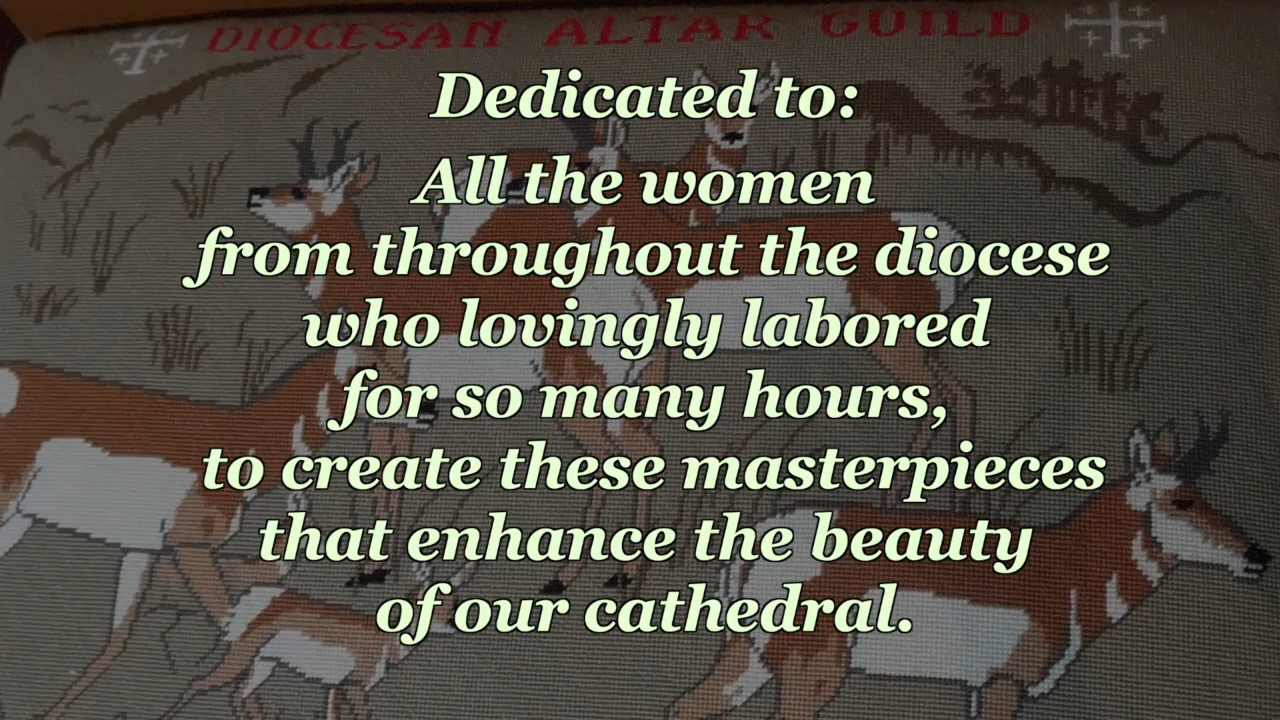 DIOCESAN ALTAR GUILD
Dedicated to:
All the women
from throughout the diocese
who lovingly labored
for so many hours,
to create these masterpieces
that enhance the beauty
of our cathedral.